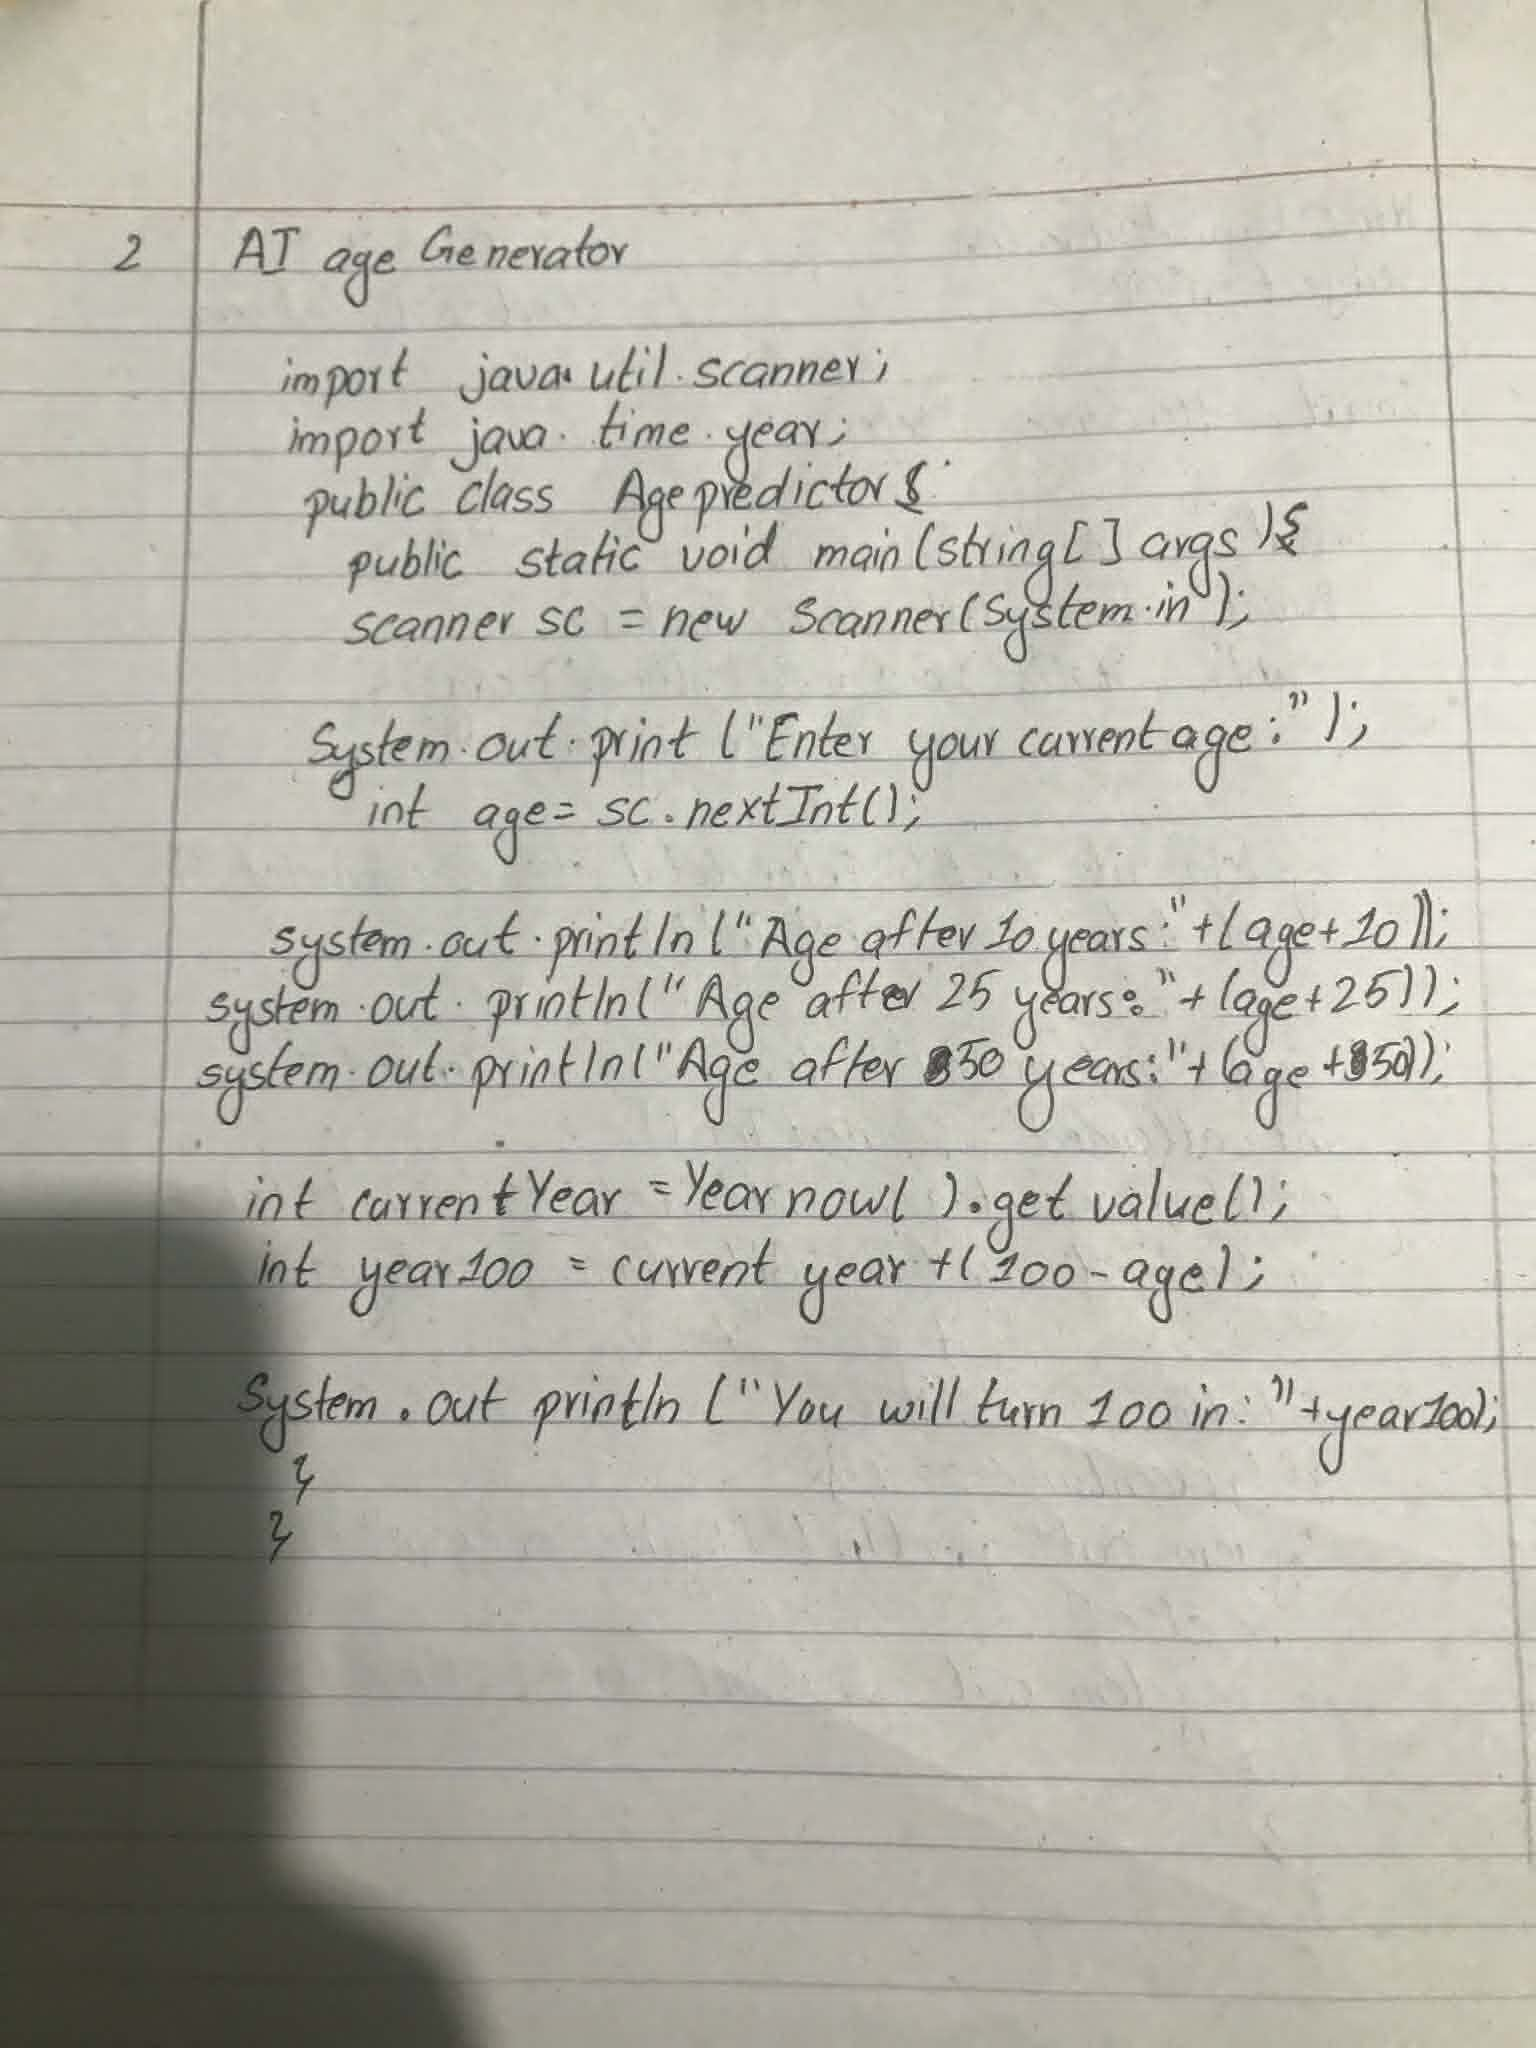 2 AI age Generator
import java.util.scanner;
import java.time.year;
public class Age predictor {
public static void main (string[] args) {
scanner sc = new Scanner(System.in);
System.out.print ("Enter your current age:");
int age = sc.nextInt();
system.out.println ("Age after 10 years:"+(age+10));
system.out.println("Age after 25 years:"+(age+25));
system.out.println("Age after 50 years:"+(age+50));
int currentYear = Year now( ).get value();
int year100 = current year +(100-age);
System.out println ("You will turn 100 in:"+year100);
}
}